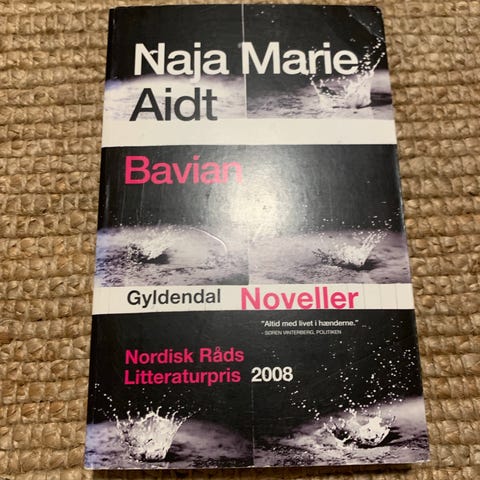 Naja Marie
Aidt
Bavian
Gyldendal Noveller
"Altid med livet i hænderne."
- SØREN VINTERBERG, POLITIKEN
Nordisk Råds
Litteraturpris 2008